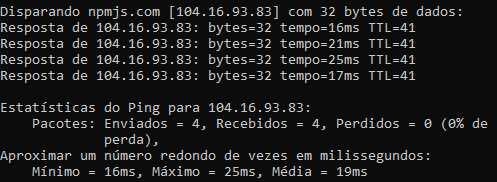 Disparando npmjs.com [104.16.93.83] com 32 bytes de dados:
Resposta de 104.16.93.83: bytes=32 tempo=16ms TTL=41
Resposta de 104.16.93.83: bytes=32 tempo=21ms TTL=41
Resposta de 104.16.93.83: bytes=32 tempo=25ms TTL=41
Resposta de 104.16.93.83: bytes=32 tempo=17ms TTL=41

Estatísticas do Ping para 104.16.93.83:
    Pacotes: Enviados = 4, Recebidos = 4, Perdidos = 0 (0% de
             perda),
Aproximar um número redondo de vezes em milissegundos:
    Mínimo = 16ms, Máximo = 25ms, Média = 19ms